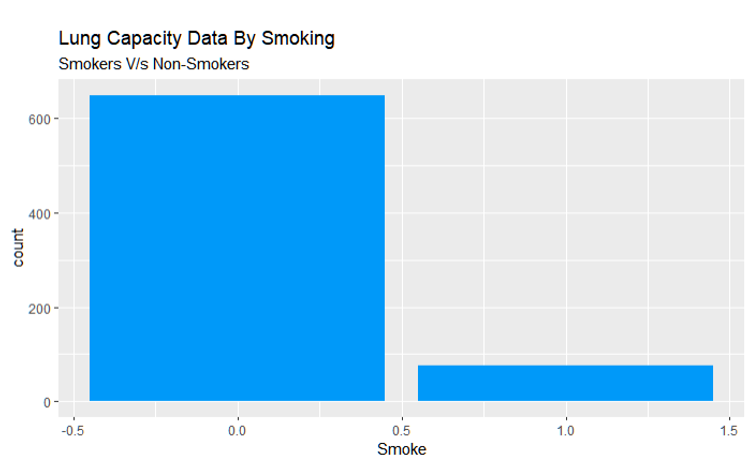 Lung Capacity Data By Smoking
Smokers V/s Non-Smokers
count
600
400
200
0
-0.5 0.0 0.5 1.0 1.5
Smoke